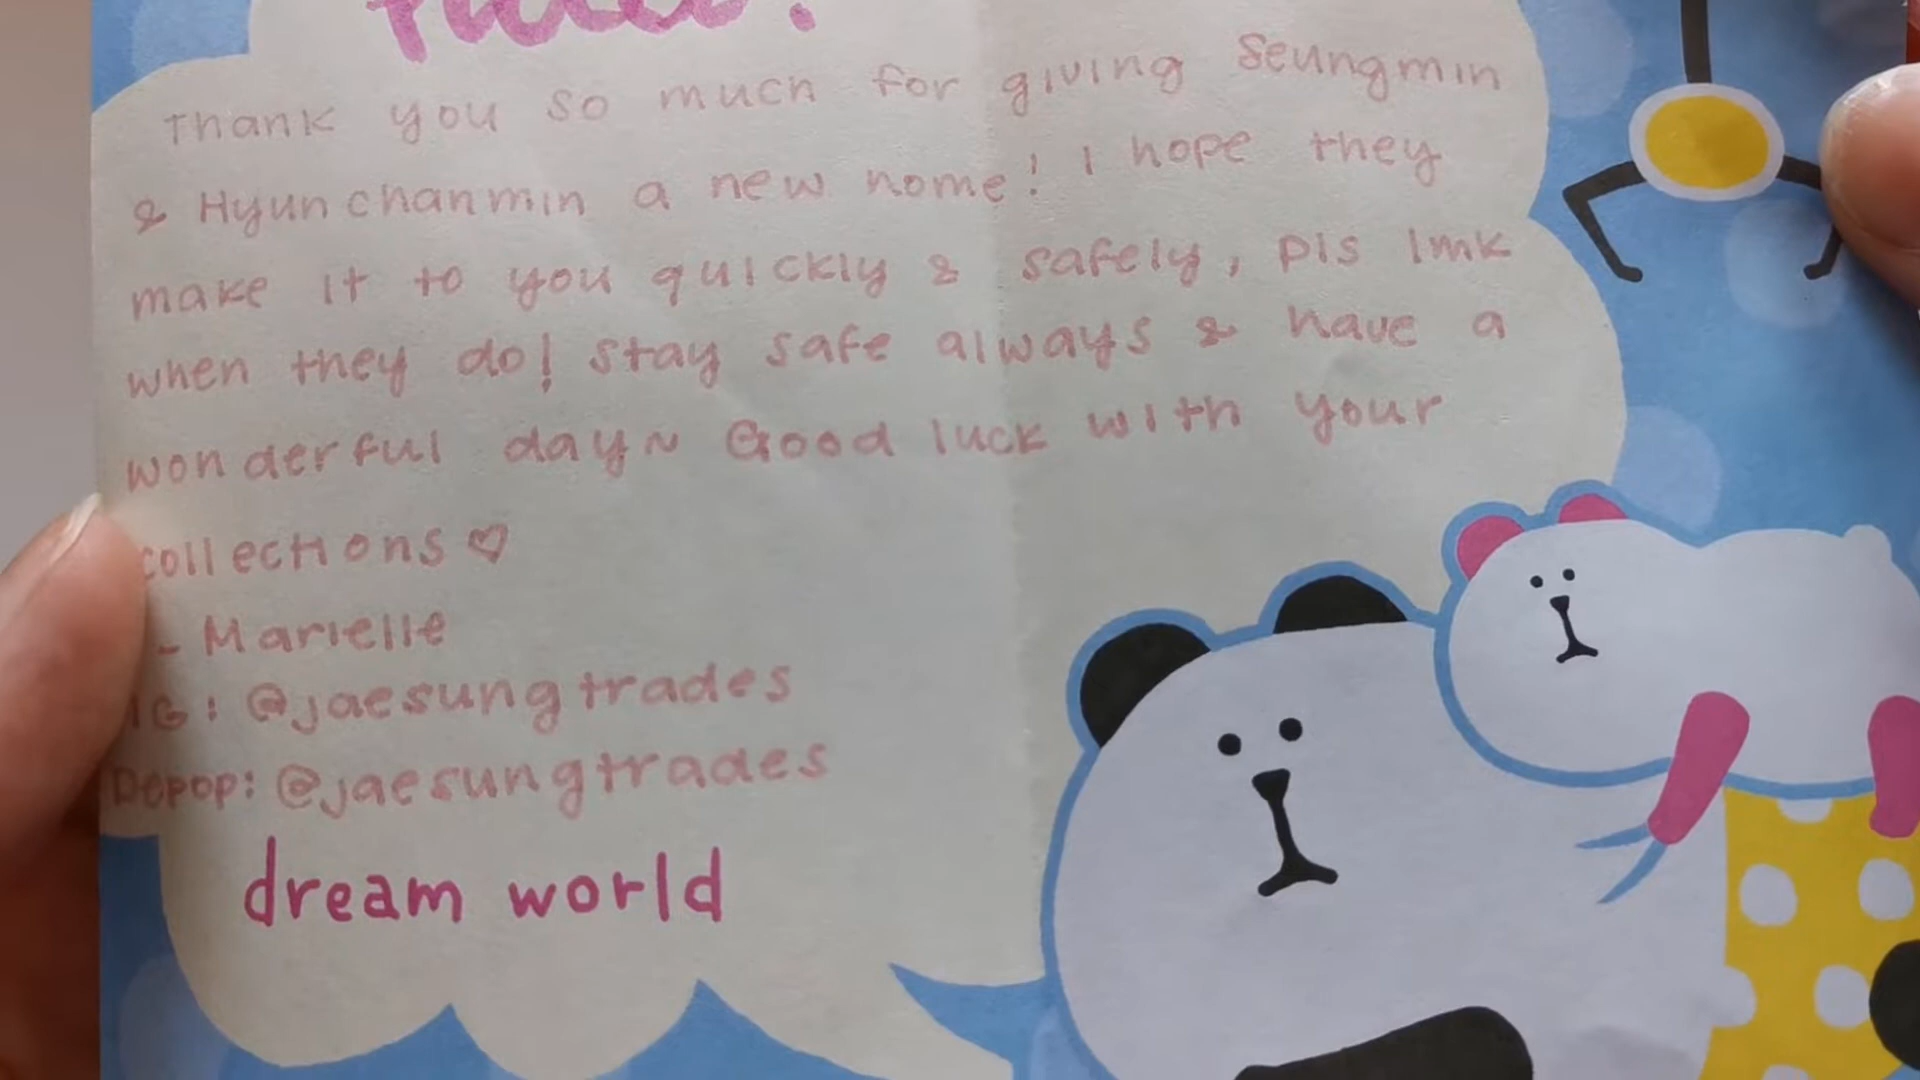 Hello!
Thank you so much for giving Seungmin
& Hyunchanmin a new home! I hope they
make it to you quickly & safely, pls lmk
when they do! Stay safe always & have a
wonderful day~ Good luck with your
collections ♡
- Marielle
IG: @jaesungtrades
Depop: @jaesungtrades
dream world